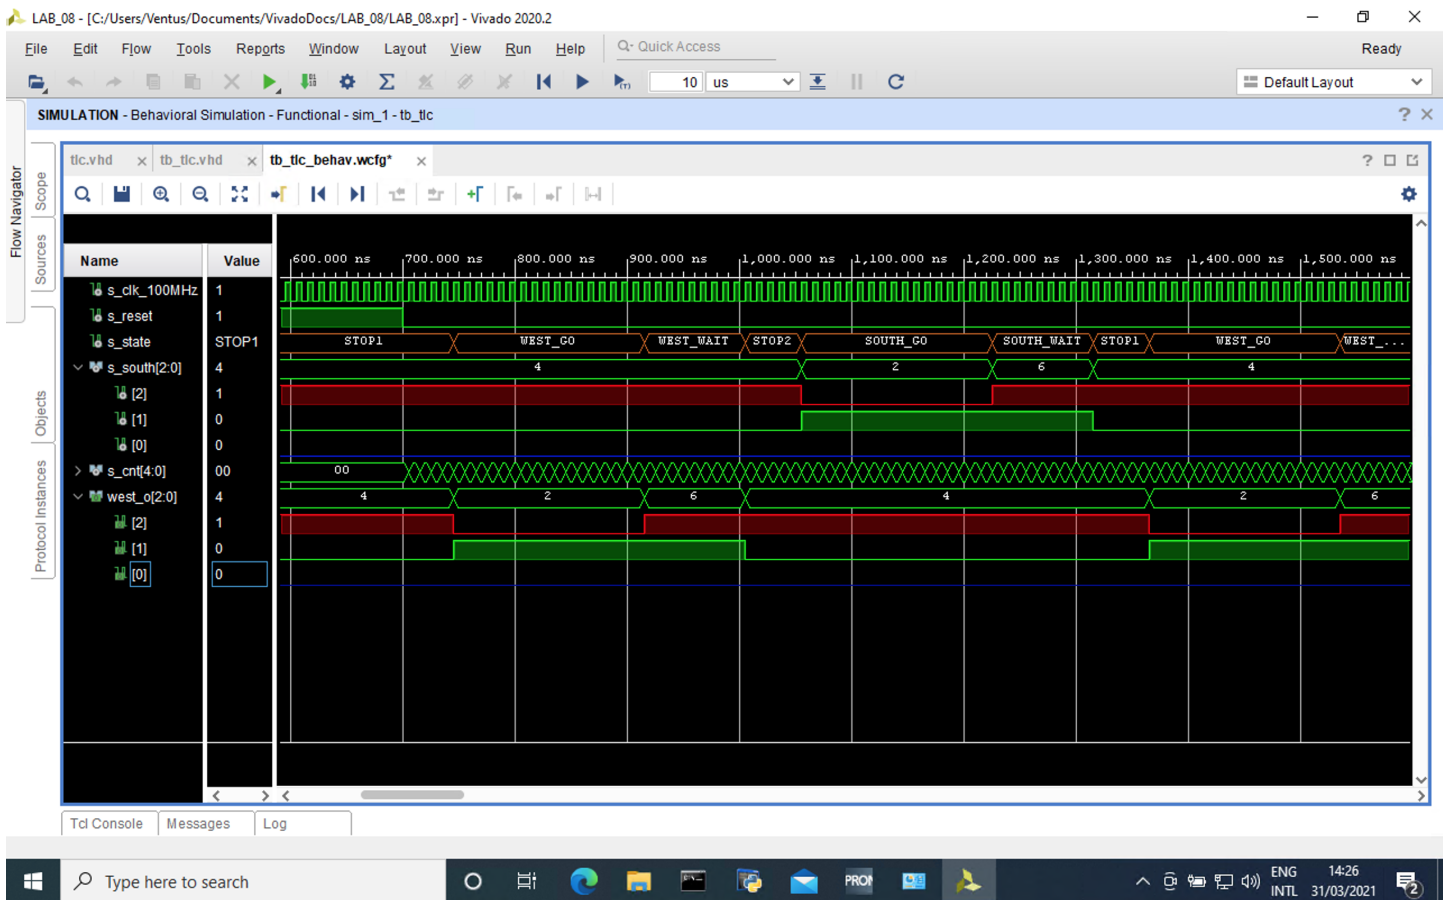 LAB_08 - [C:/Users/Ventus/Documents/VivadoDocs/LAB_08/LAB_08.xpr] - Vivado 2020.2
File Edit Flow Tools Reports Window Layout View Run Help Q- Quick Access Ready
10 us Default Layout
SIMULATION - Behavioral Simulation - Functional - sim_1 - tb_tlc
Flow Navigator
Scope
Sources
Objects
Protocol Instances
tlc.vhd tb_tlc.vhd tb_tlc_behav.wcfg*
Name Value 600.000 ns 700.000 ns 800.000 ns 900.000 ns 1,000.000 ns 1,100.000 ns 1,200.000 ns 1,300.000 ns 1,400.000 ns 1,500.000 ns
s_clk_100MHz 1
s_reset 1
s_state STOP1 STOP1 WEST_GO WEST_WAIT STOP2 SOUTH_GO SOUTH_WAIT STOP1 WEST_GO WEST_...
s_south[2:0] 4 4 2 6 4
[2] 1
[1] 0
[0] 0
s_cnt[4:0] 00 00
west_o[2:0] 4 4 2 6 4 2 6
[2] 1
[1] 0
[0] 0
Tcl Console Messages Log
Type here to search PRON ENG 14:26
INTL 31/03/2021 2